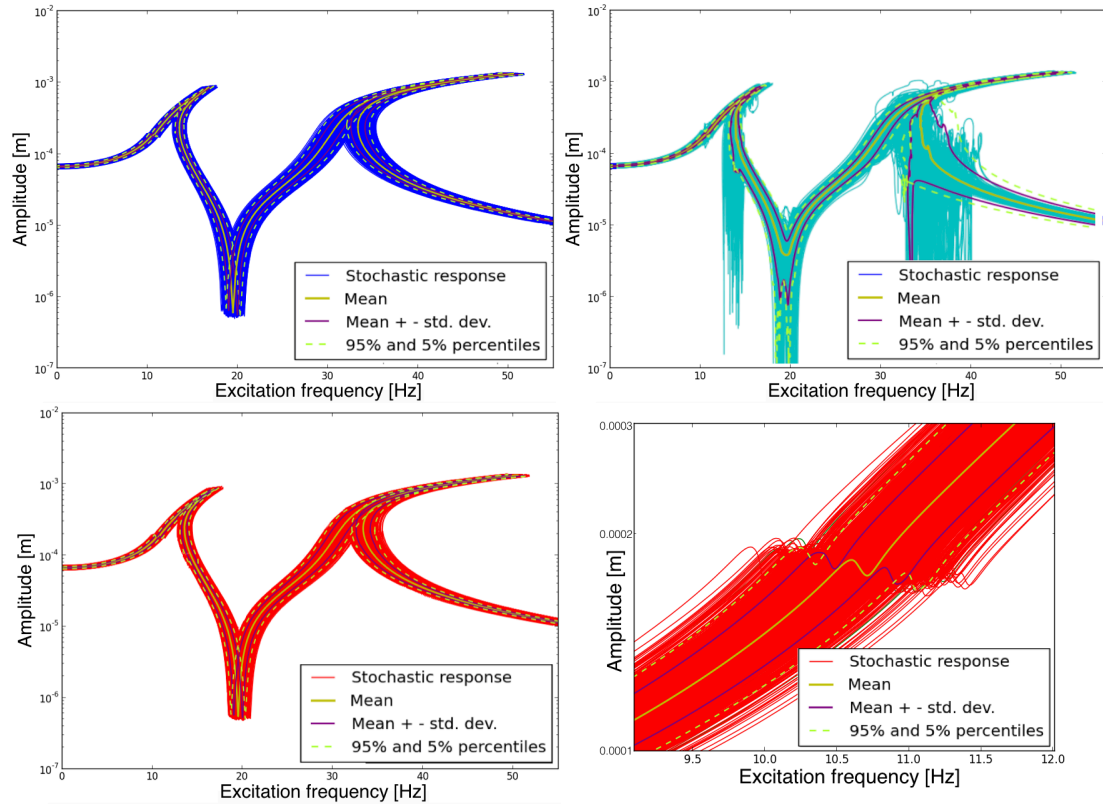 10⁻²
10⁻³
10⁻⁴
10⁻⁵
10⁻⁶
10⁻⁷
Amplitude [m]
Stochastic response
Mean
Mean + - std. dev.
95% and 5% percentiles
0 10 20 30 40 50
Excitation frequency [Hz]
10⁻²
10⁻³
10⁻⁴
10⁻⁵
10⁻⁶
10⁻⁷
Amplitude [m]
Stochastic response
Mean
Mean + - std. dev.
95% and 5% percentiles
0 10 20 30 40 50
Excitation frequency [Hz]
10⁻²
10⁻³
10⁻⁴
10⁻⁵
10⁻⁶
10⁻⁷
Amplitude [m]
Stochastic response
Mean
Mean + - std. dev.
95% and 5% percentiles
0 10 20 30 40 50
Excitation frequency [Hz]
0.0003
0.0002
0.0001
Amplitude [m]
Stochastic response
Mean
Mean + - std. dev.
95% and 5% percentiles
9.5 10.0 10.5 11.0 11.5 12.0
Excitation frequency [Hz]